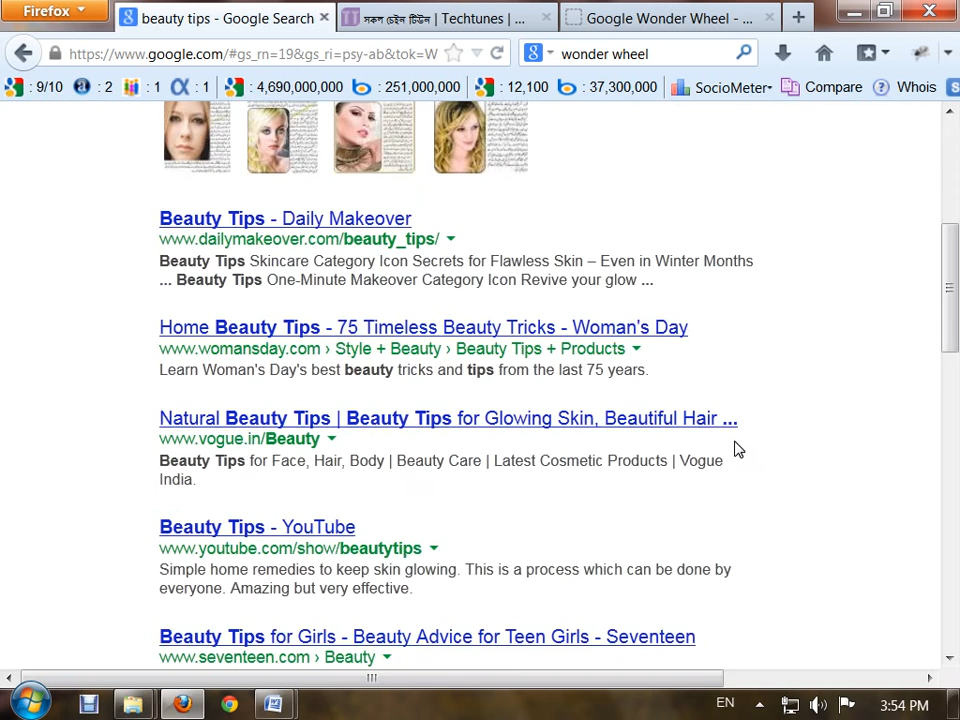 Firefox
beauty tips - Google Search
সকল চেইন টিউন | Techtunes | ...
Google Wonder Wheel - ...
https://www.google.com/#gs_rn=19&gs_ri=psy-ab&tok=W
wonder wheel
: 9/10 : 2 : 1 : 1 : 4,690,000,000 : 251,000,000 : 12,100 : 37,300,000 SocioMeter Compare Whois
Beauty Tips - Daily Makeover
www.dailymakeover.com/beauty_tips/
Beauty Tips Skincare Category Icon Secrets for Flawless Skin – Even in Winter Months
... Beauty Tips One-Minute Makeover Category Icon Revive your glow ...
Home Beauty Tips - 75 Timeless Beauty Tricks - Woman's Day
www.womansday.com › Style + Beauty › Beauty Tips + Products
Learn Woman's Day's best beauty tricks and tips from the last 75 years.
Natural Beauty Tips | Beauty Tips for Glowing Skin, Beautiful Hair ...
www.vogue.in/Beauty
Beauty Tips for Face, Hair, Body | Beauty Care | Latest Cosmetic Products | Vogue
India.
Beauty Tips - YouTube
www.youtube.com/show/beautytips
Simple home remedies to keep skin glowing. This is a process which can be done by
everyone. Amazing but very effective.
Beauty Tips for Girls - Beauty Advice for Teen Girls - Seventeen
www.seventeen.com › Beauty
EN
3:54 PM